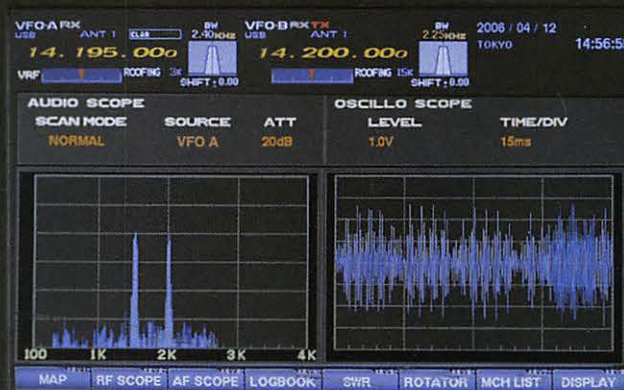 VFO-A RX BW VFO-B RX TX BW 2006 / 04 / 12
USB ANT 1 CLAR 2.40KHz USB ANT 1 2.25KHz TOKYO 14:56:55
14.195.000 14.200.000
VRF ROOFING 3K SHIFT ± 0.00 ROOFING 15K SHIFT ± 0.00
AUDIO SCOPE OSCILLO SCOPE
SCAN MODE SOURCE ATT LEVEL TIME/DIV
NORMAL VFO A 20dB 1.0V 15ms
100 1K 2K 3K 4K
MAP RF SCOPE AF SCOPE LOGBOOK SWR ROTATOR MCH LIST DISPLAY